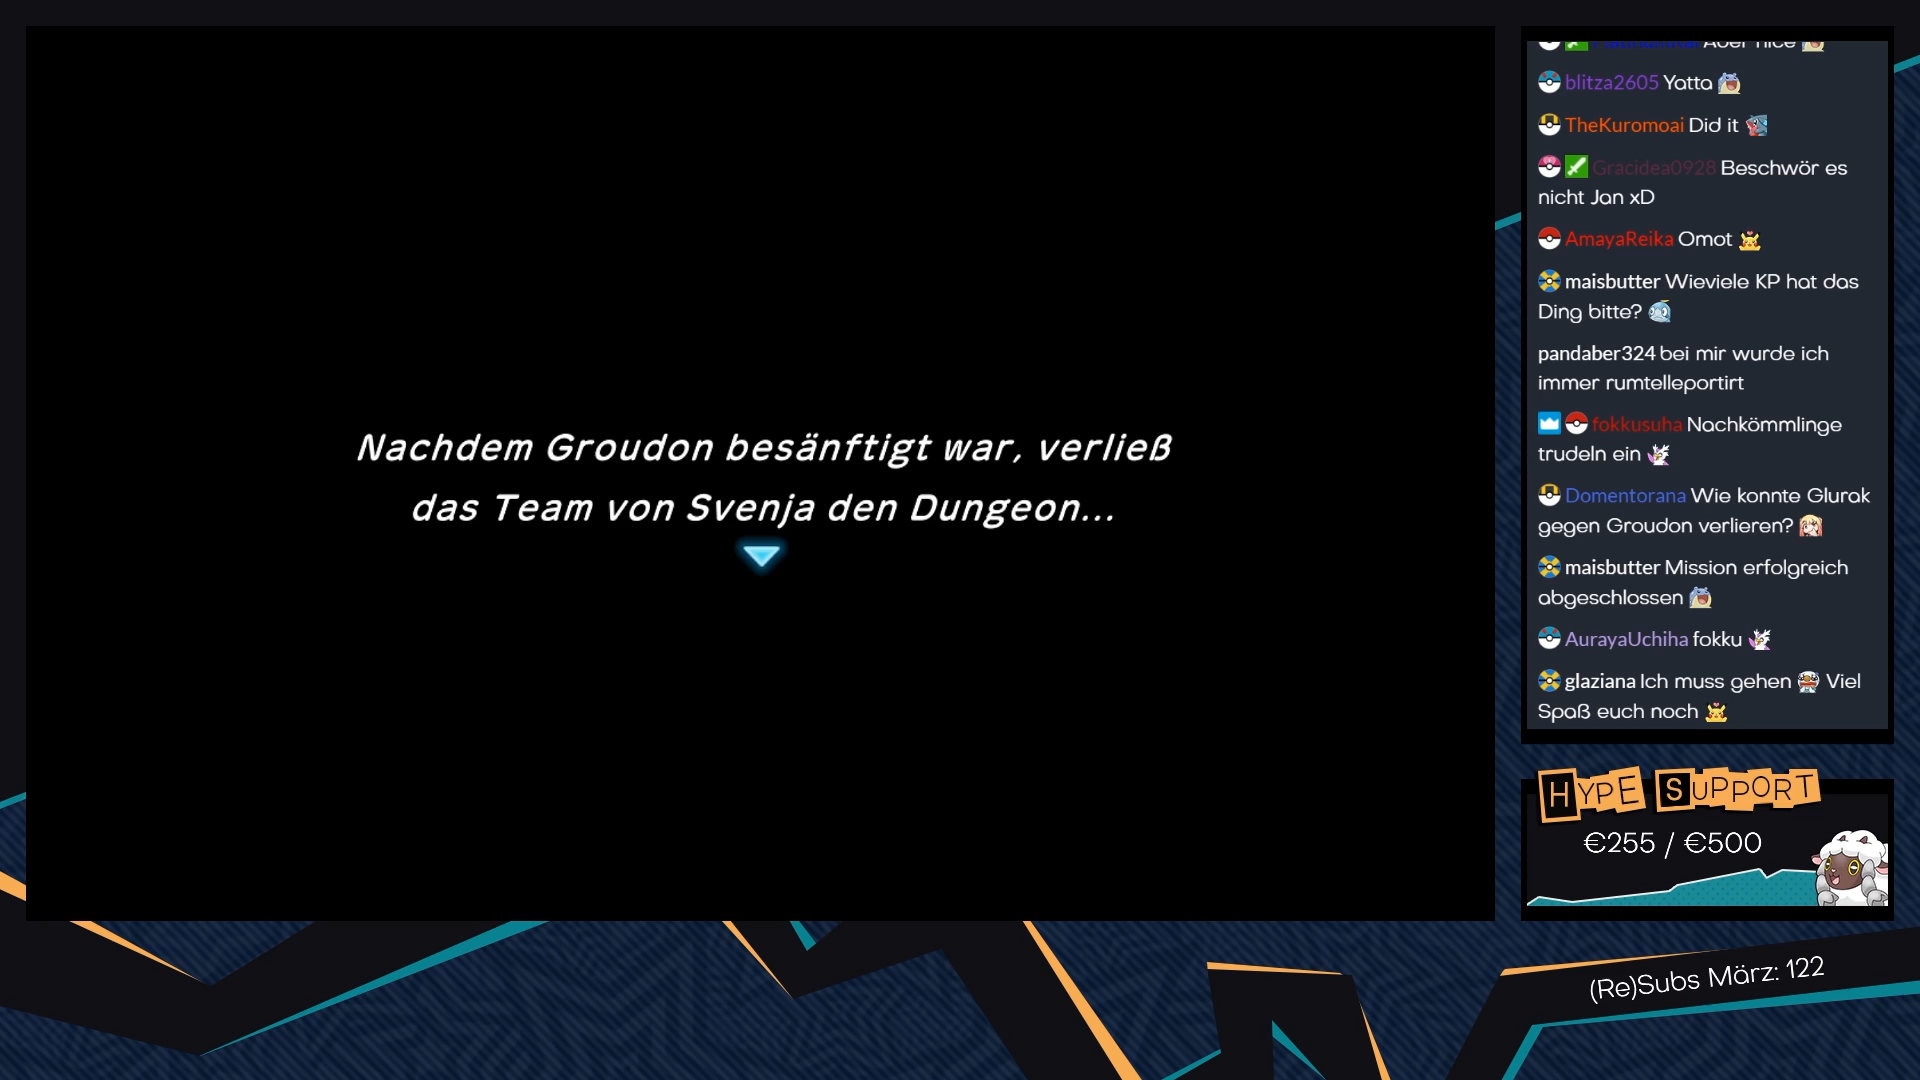 Nachdem Groudon besänftigt war, verließ
das Team von Svenja den Dungeon...
Aber nice
blitza2605 Yatta
TheKuromoai Did it
Gracidea0928 Beschwör es
nicht Jan xD
AmayaReika Omot
maisbutter Wieviele KP hat das
Ding bitte?
pandaber324 bei mir wurde ich
immer rumtelleportirt
fokkusuha Nachkömmlinge
trudeln ein
Domentorana Wie konnte Glurak
gegen Groudon verlieren?
maisbutter Mission erfolgreich
abgeschlossen
AurayaUchiha fokku
glaziana Ich muss gehen Viel
Spaß euch noch
HYPE SUPPORT
€255 / €500
(Re)Subs März: 122